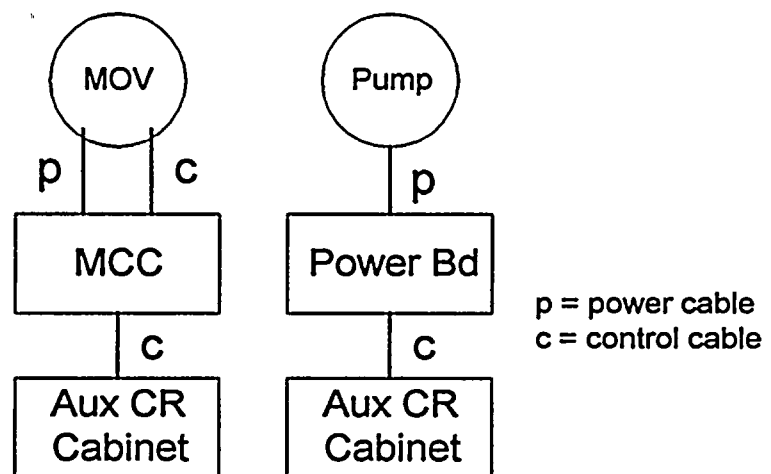 MOV
p
c
MCC
c
Aux CR
Cabinet
Pump
p
Power Bd
c
Aux CR
Cabinet
p = power cable
c = control cable